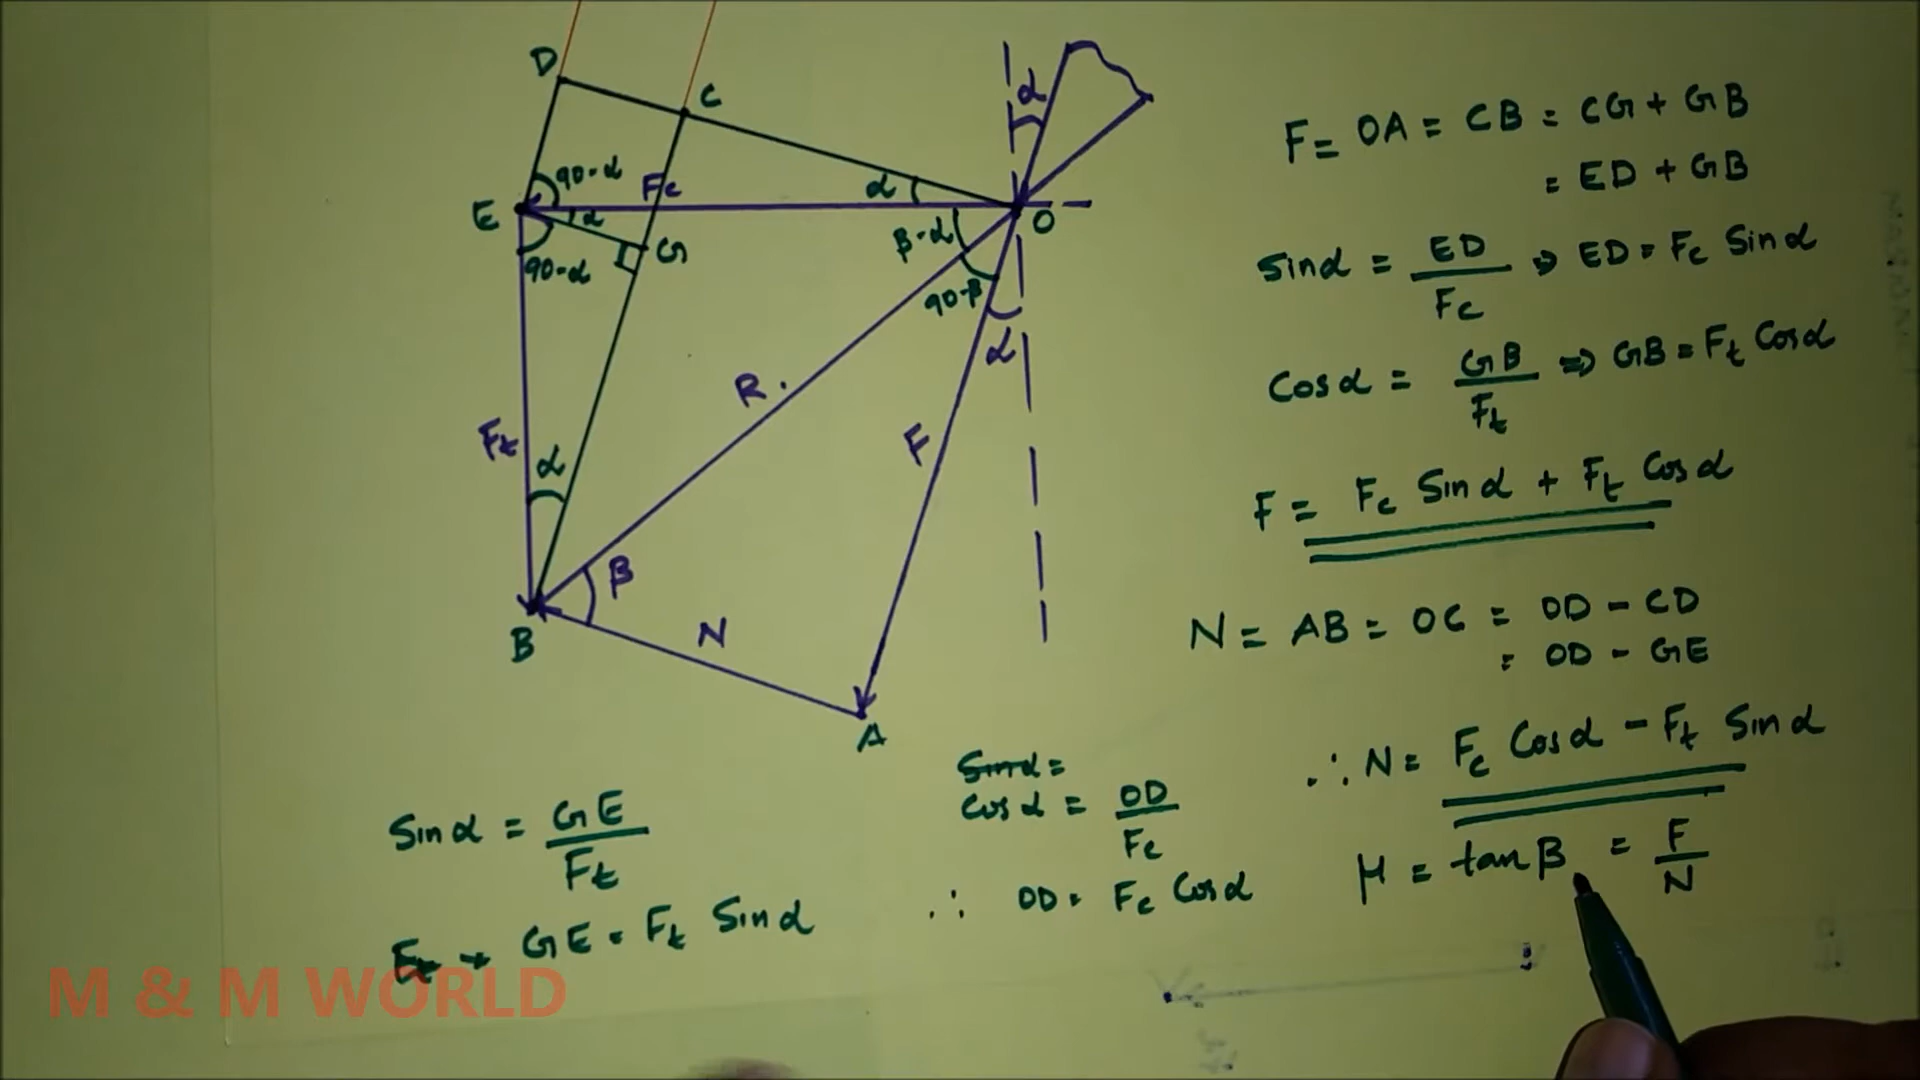 D
C
α
90-α
Fc
α
E
α
O
G
90-α
β-α
90-β
α
R.
Ft
F
α
β
B
N
A
F = OA = CB = CG + GB
= ED + GB
Sinα = ED/Fc → ED = Fc Sinα
Cosα = GB/Ft ⇒ GB = Ft Cosα
F = Fc Sinα + Ft Cosα
N = AB = OC = OD - CD
= OD - GE
∴ N = Fc Cosα - Ft Sinα
μ = tanβ = F/N
Sinα =
Cosα = OD/Fc
∴ OD = Fc Cosα
Sinα = GE/Ft
GE = Ft Sinα
M & M WORLD